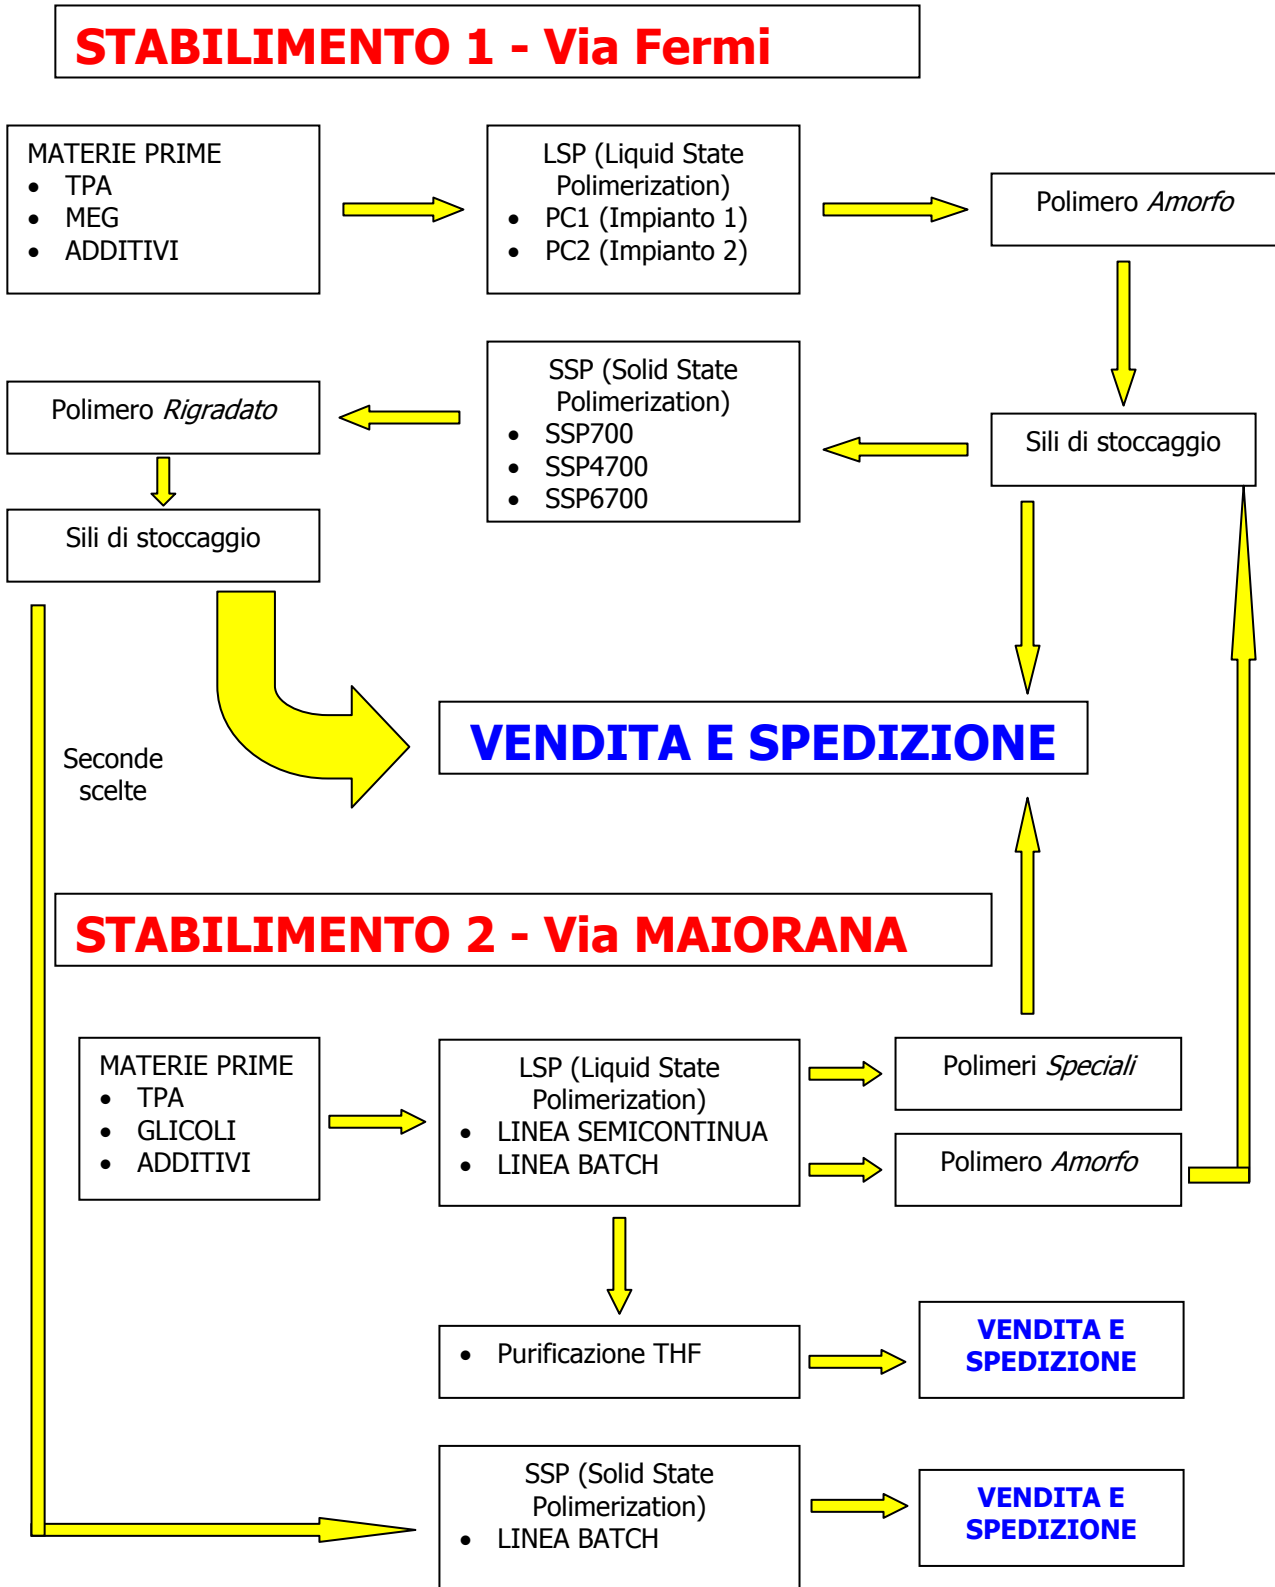 STABILIMENTO 1 - Via Fermi
MATERIE PRIME
• TPA
• MEG
• ADDITIVI
LSP (Liquid State
Polimerization)
• PC1 (Impianto 1)
• PC2 (Impianto 2)
Polimero Amorfo
Polimero Rigradato
SSP (Solid State
Polimerization)
• SSP700
• SSP4700
• SSP6700
Sili di stoccaggio
Sili di stoccaggio
Seconde
scelte
VENDITA E SPEDIZIONE
STABILIMENTO 2 - Via MAIORANA
MATERIE PRIME
• TPA
• GLICOLI
• ADDITIVI
LSP (Liquid State
Polimerization)
• LINEA SEMICONTINUA
• LINEA BATCH
Polimeri Speciali
Polimero Amorfo
• Purificazione THF
VENDITA E
SPEDIZIONE
SSP (Solid State
Polimerization)
• LINEA BATCH
VENDITA E
SPEDIZIONE